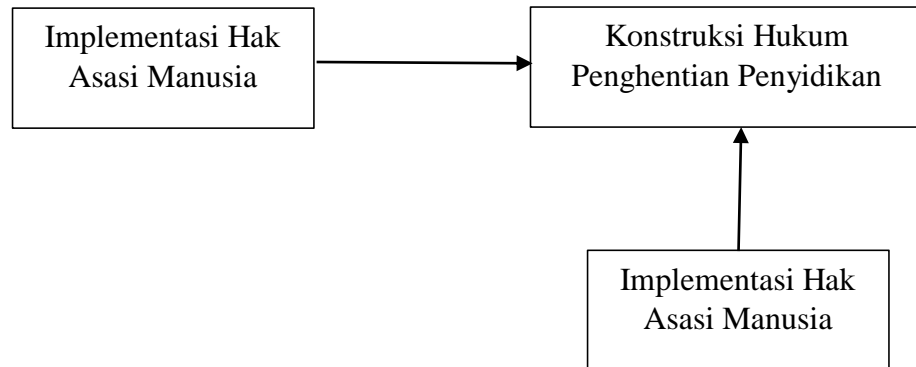 Implementasi Hak
Asasi Manusia
Konstruksi Hukum
Penghentian Penyidikan
Implementasi Hak
Asasi Manusia